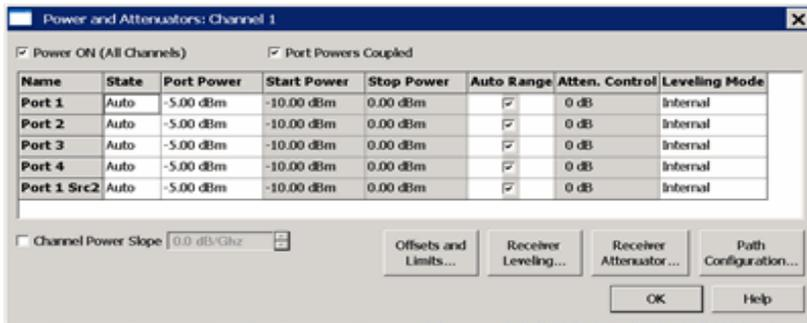 Power and Attenuators: Channel 1
Power ON (All Channels) Port Powers Coupled
Name State Port Power Start Power Stop Power Auto Range Atten. Control Leveling Mode
Port 1 Auto -5.00 dBm -10.00 dBm 0.00 dBm 0 dB Internal
Port 2 Auto -5.00 dBm -10.00 dBm 0.00 dBm 0 dB Internal
Port 3 Auto -5.00 dBm -10.00 dBm 0.00 dBm 0 dB Internal
Port 4 Auto -5.00 dBm -10.00 dBm 0.00 dBm 0 dB Internal
Port 1 Src2 Auto -5.00 dBm -10.00 dBm 0.00 dBm 0 dB Internal
Channel Power Slope 0.0 dB/Ghz
Offsets and
Limits...
Receiver
Leveling...
Receiver
Attenuator...
Path
Configuration...
OK Help